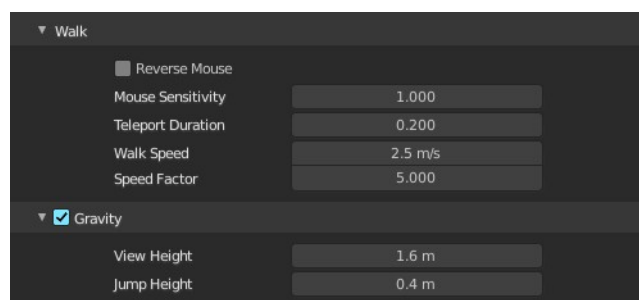 Walk
Reverse Mouse
Mouse Sensitivity 1.000
Teleport Duration 0.200
Walk Speed 2.5 m/s
Speed Factor 5.000
Gravity
View Height 1.6 m
Jump Height 0.4 m